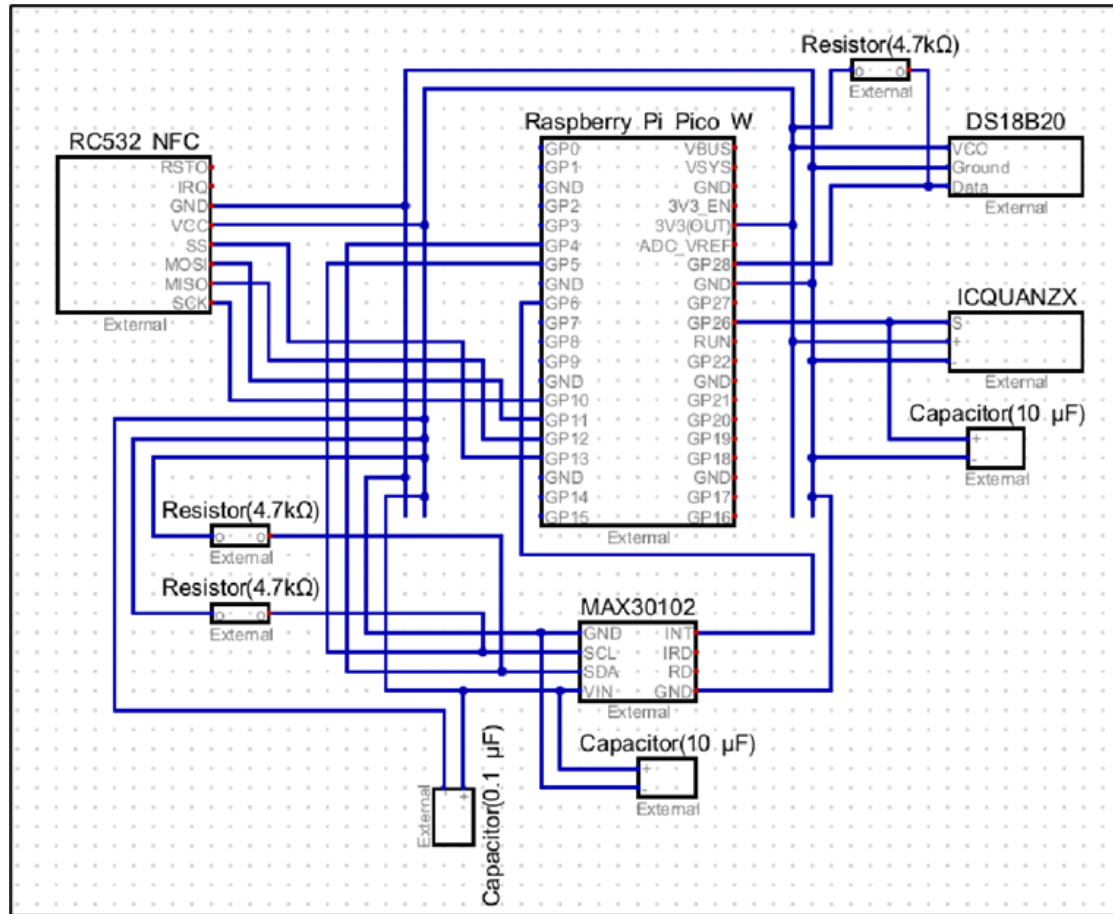 Resistor(4.7kΩ)
External
RC532 NFC
RSTO
IRQ
GND
VCC
SS
MOSI
MISO
SCK
External
Raspberry Pi Pico W
GP0
GP1
GND
GP2
GP3
GP4
GP5
GND
GP6
GP7
GP8
GP9
GND
GP10
GP11
GP12
GP13
GND
GP14
GP15
VBUS
VSYS
GND
3V3_EN
3V3(OUT)
ADC_VREF
GP28
GND
GP27
GP26
RUN
GP22
GND
GP21
GP20
GP19
GP18
GND
GP17
GP16
External
DS18B20
VCC
Ground
Data
External
ICQUANZX
S
+
-
External
Capacitor(10 µF)
+
-
External
Resistor(4.7kΩ)
o o
External
Resistor(4.7kΩ)
o o
External
MAX30102
GND
SCL
SDA
VIN
INT
IRD
RD
GND
External
Capacitor(10 µF)
+
-
External
External
- +
Capacitor(0.1 µF)